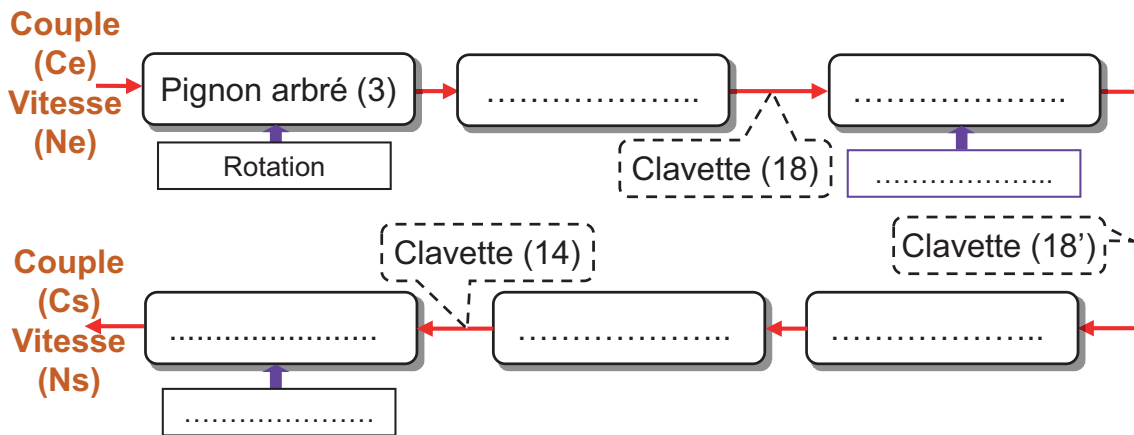 Couple
(Ce)
Vitesse
(Ne)
Pignon arbré (3)
………………….
………………….
Rotation
Clavette (18)
………………..
Couple
(Cs)
Vitesse
(Ns)
Clavette (14)
Clavette (18’)
…………………
………………….
………………….
…………………